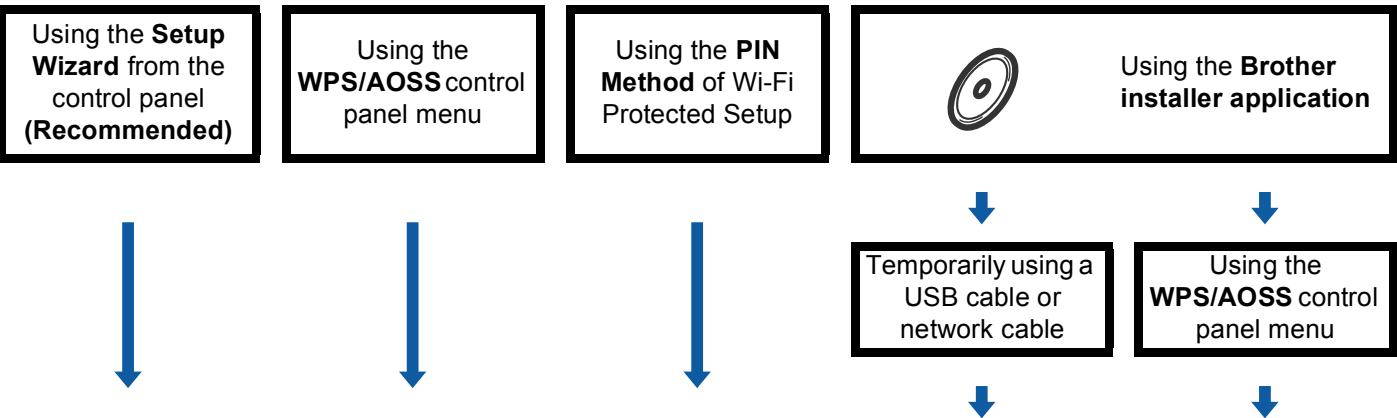 Using the Setup
Wizard from the
control panel
(Recommended)
Using the
WPS/AOSS control
panel menu
Using the PIN
Method of Wi-Fi
Protected Setup
Using the Brother
installer application
Temporarily using a
USB cable or
network cable
Using the
WPS/AOSS control
panel menu